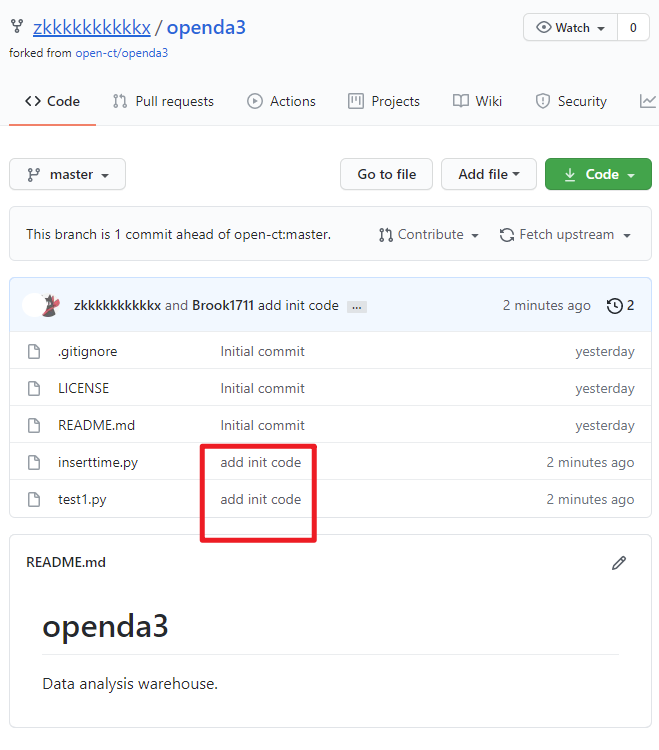 zkkkkkkkkkkx / openda3
Watch 0
forked from open-ct/openda3
Code Pull requests Actions Projects Wiki Security
master Go to file Add file Code
This branch is 1 commit ahead of open-ct:master. Contribute Fetch upstream
zkkkkkkkkkkx and Brook1711 add init code ... 2 minutes ago 2
.gitignore Initial commit yesterday
LICENSE Initial commit yesterday
README.md Initial commit yesterday
inserttime.py add init code 2 minutes ago
test1.py add init code 2 minutes ago
README.md
openda3
Data analysis warehouse.